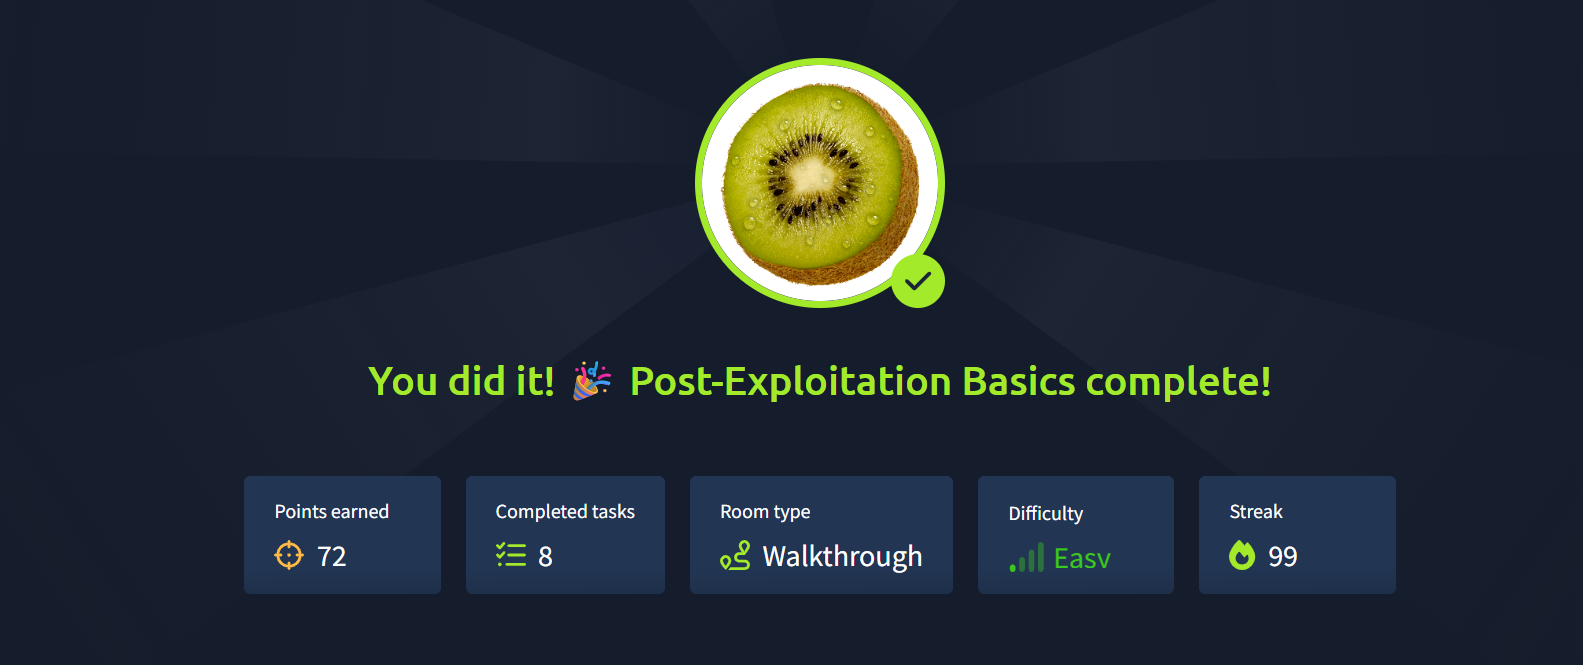 You did it! 🎉 Post-Exploitation Basics complete!
Points earned
72
Completed tasks
8
Room type
Walkthrough
Difficulty
Easy
Streak
99